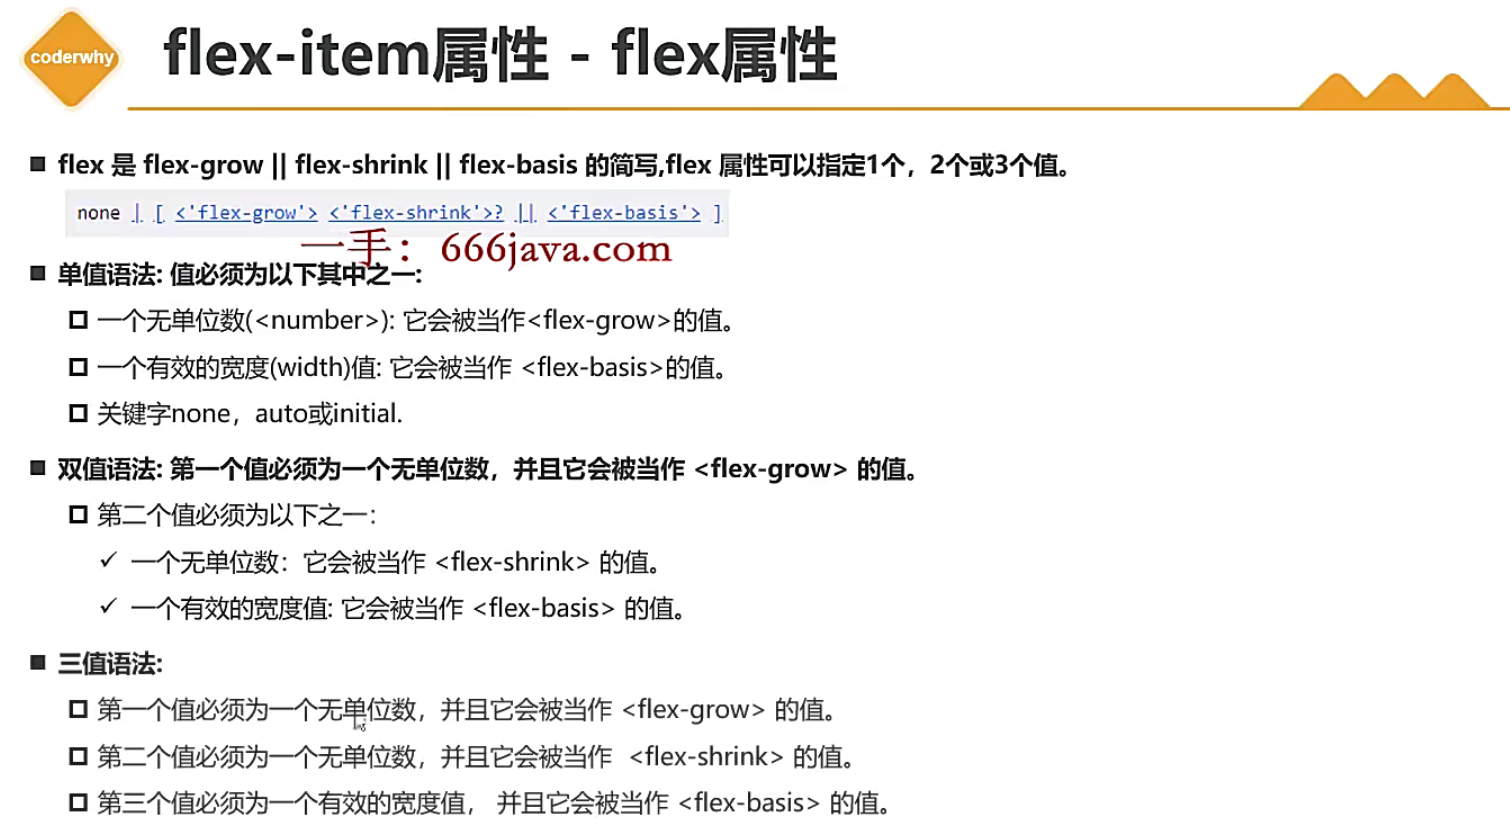 coderwhy
flex-item属性 - flex属性
flex 是 flex-grow || flex-shrink || flex-basis 的简写,flex 属性可以指定1个，2个或3个值。
none | [ <'flex-grow'> <'flex-shrink'>? || <'flex-basis'> ]
一手：666java.com
单值语法: 值必须为以下其中之一:
一个无单位数(<number>): 它会被当作<flex-grow>的值。
一个有效的宽度(width)值: 它会被当作 <flex-basis>的值。
关键字none，auto或initial.
双值语法: 第一个值必须为一个无单位数，并且它会被当作 <flex-grow> 的值。
第二个值必须为以下之一：
✓ 一个无单位数：它会被当作 <flex-shrink> 的值。
✓ 一个有效的宽度值: 它会被当作 <flex-basis> 的值。
三值语法:
第一个值必须为一个无单位数，并且它会被当作 <flex-grow> 的值。
第二个值必须为一个无单位数，并且它会被当作 <flex-shrink> 的值。
第三个值必须为一个有效的宽度值， 并且它会被当作 <flex-basis> 的值。